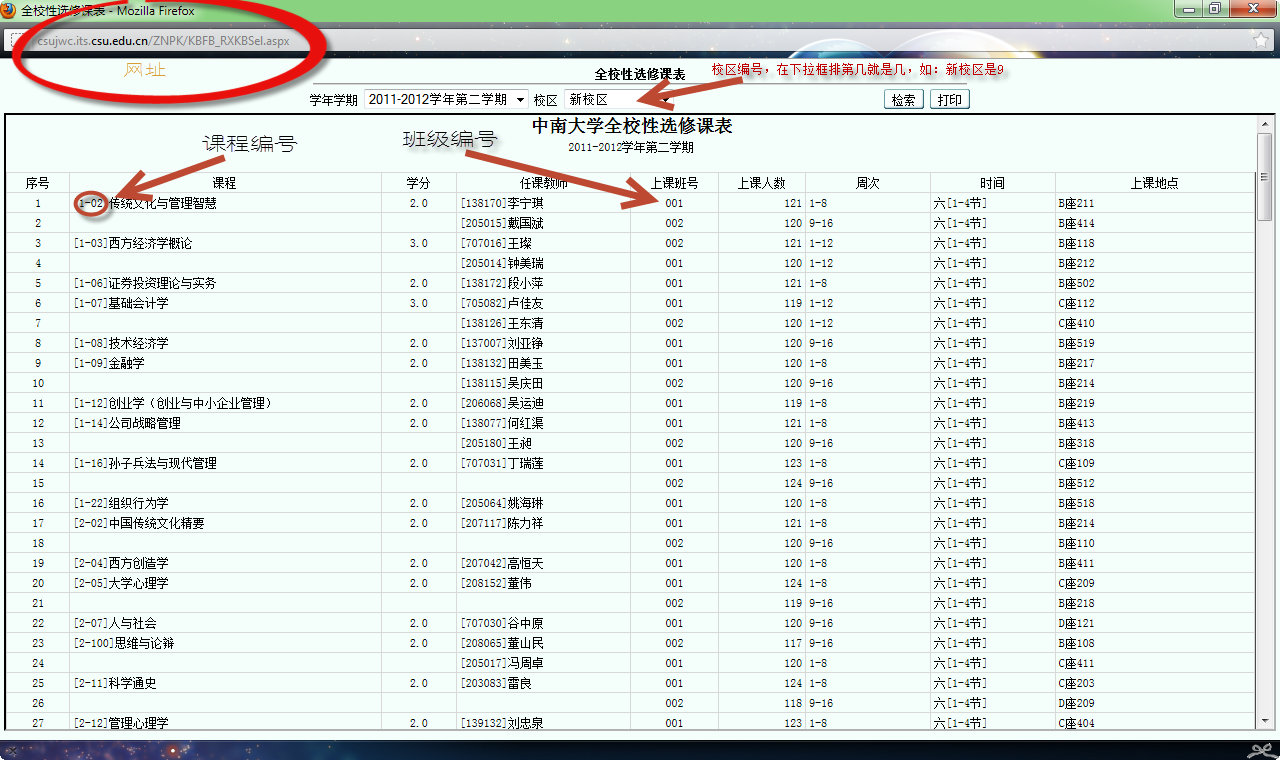 全校性选修课表 - Mozilla Firefox
csujwc.its.csu.edu.cn/ZNPK/KBFB_RXKBSel.aspx
网址
全校性选修课表 校区编号，在下拉框排第几就是几，如：新校区是9
学年学期 2011-2012学年第二学期 校区 新校区 检索 打印
中南大学全校性选修课表
课程编号 班级编号
2011-2012学年第二学期
序号 课程 学分 任课教师 上课班号 上课人数 周次 时间 上课地点
1 [1-02]传统文化与管理智慧 2.0 [138170]李宁琪 001 121 1-8 六[1-4节] B座211
2 [205015]戴国斌 002 120 9-16 六[1-4节] B座414
3 [1-03]西方经济学概论 3.0 [707016]王璨 002 121 1-12 六[1-4节] B座118
4 [205014]钟美瑞 001 120 1-12 六[1-4节] B座212
5 [1-06]证券投资理论与实务 2.0 [138172]段小萍 001 121 1-8 六[1-4节] B座502
6 [1-07]基础会计学 3.0 [705082]卢佳友 001 119 1-12 六[1-4节] C座112
7 [138126]王东清 002 120 1-12 六[1-4节] C座410
8 [1-08]技术经济学 2.0 [137007]刘亚铮 001 120 9-16 六[1-4节] B座519
9 [1-09]金融学 2.0 [138132]田美玉 001 120 1-8 六[1-4节] B座217
10 [138115]吴庆田 002 120 9-16 六[1-4节] B座214
11 [1-12]创业学（创业与中小企业管理） 2.0 [206068]吴运迪 001 119 1-8 六[1-4节] B座219
12 [1-14]公司战略管理 2.0 [138077]何红渠 001 121 1-8 六[1-4节] B座413
13 [205180]王昶 002 120 9-16 六[1-4节] B座318
14 [1-16]孙子兵法与现代管理 2.0 [707031]丁瑞莲 001 123 1-8 六[1-4节] C座109
15 002 124 9-16 六[1-4节] B座512
16 [1-22]组织行为学 2.0 [205064]姚海琳 001 120 1-8 六[1-4节] B座518
17 [2-02]中国传统文化精要 2.0 [207117]陈力祥 001 121 1-8 六[1-4节] B座214
18 002 120 9-16 六[1-4节] B座110
19 [2-04]西方创造学 2.0 [207042]高恒天 001 120 1-8 六[1-4节] B座411
20 [2-05]大学心理学 2.0 [208152]董伟 001 124 1-8 六[1-4节] C座209
21 002 119 9-16 六[1-4节] B座218
22 [2-07]人与社会 2.0 [707030]谷中原 001 120 9-16 六[1-4节] D座121
23 [2-100]思维与论辩 2.0 [208065]董山民 002 117 9-16 六[1-4节] B座108
24 [205017]冯周卓 001 120 1-8 六[1-4节] C座411
25 [2-11]科学通史 2.0 [203083]雷良 001 124 1-8 六[1-4节] C座203
26 002 118 9-16 六[1-4节] D座209
27 [2-12]管理心理学 2.0 [139132]刘忠泉 001 123 1-8 六[1-4节] C座404